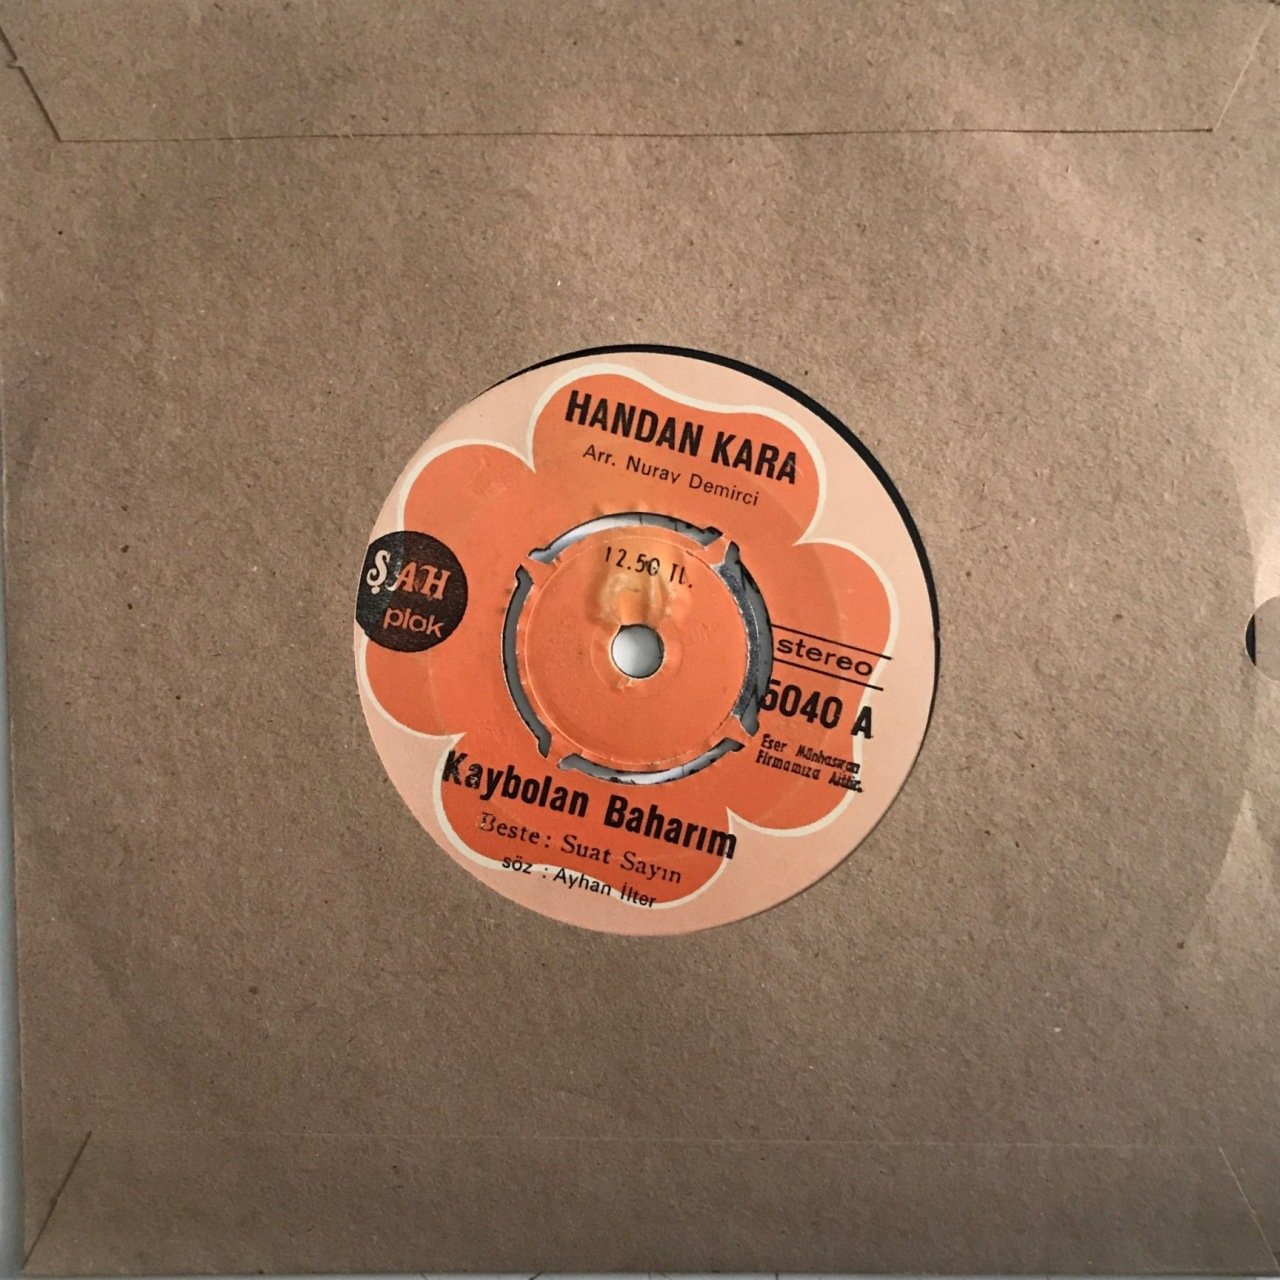 HANDAN KARA
Arr. Nuray Demirci
12.50 TL.
ŞAH
plak
stereo
5040 A
Eser Münhasıran
Firmamıza Aittir.
Kaybolan Baharım
Beste: Suat Sayın
söz : Ayhan İlter